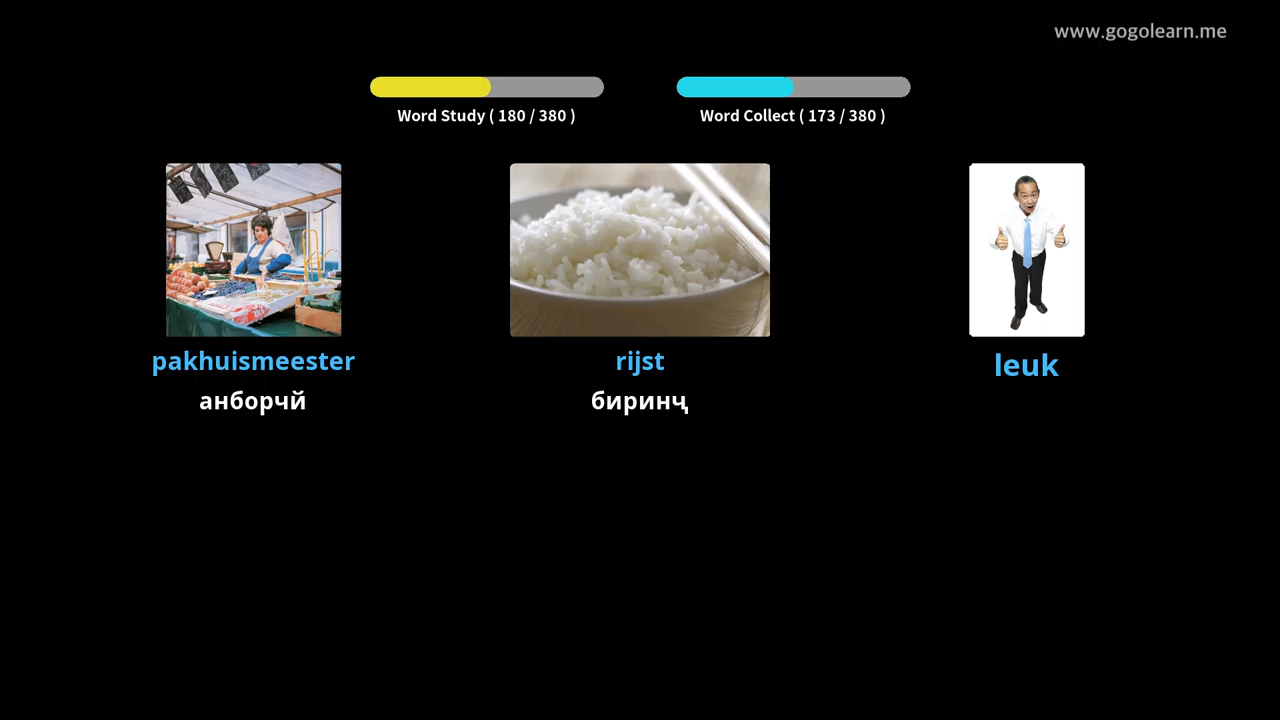 www.gogolearn.me
Word Study ( 180 / 380 )
Word Collect ( 173 / 380 )
pakhuismeester
rijst
leuk
анборчй
биринҷ